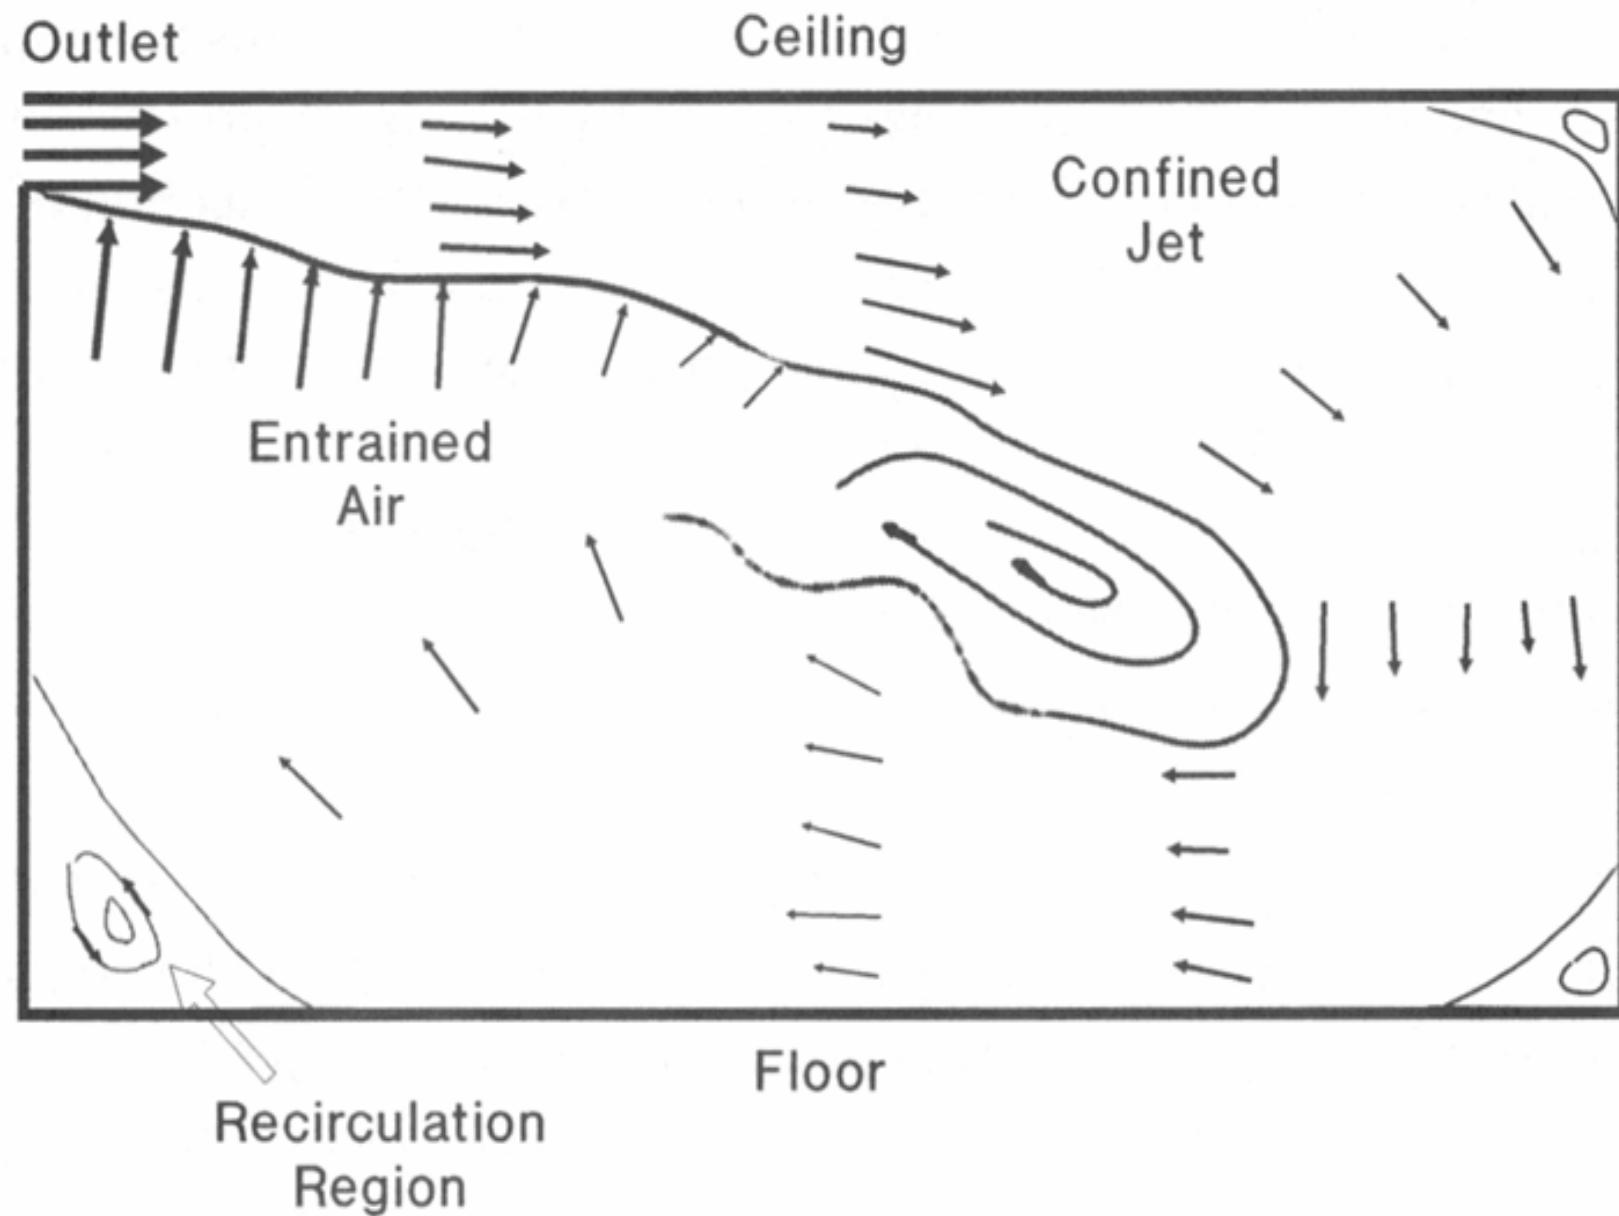 Outlet
Ceiling
Confined
Jet
Entrained
Air
Floor
Recirculation
Region